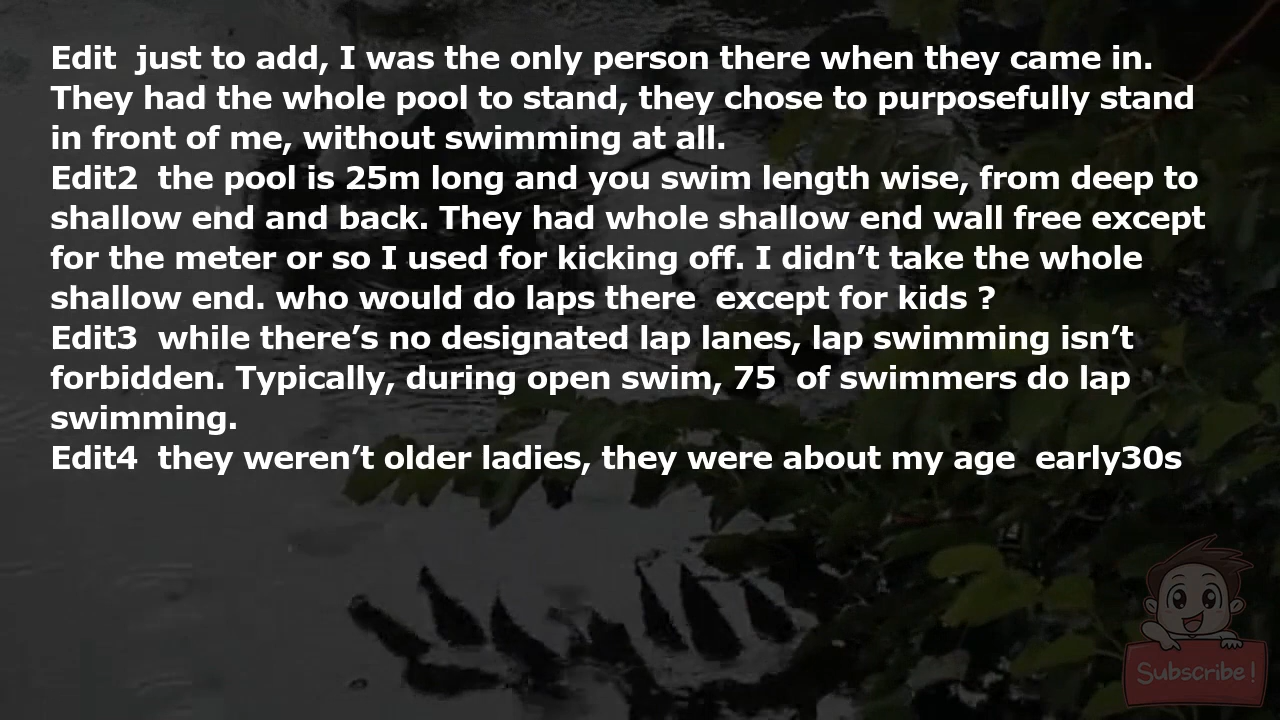 Edit  just to add, I was the only person there when they came in.
They had the whole pool to stand, they chose to purposefully stand
in front of me, without swimming at all.
Edit2  the pool is 25m long and you swim length wise, from deep to
shallow end and back. They had whole shallow end wall free except
for the meter or so I used for kicking off. I didn’t take the whole
shallow end. who would do laps there  except for kids ?
Edit3  while there’s no designated lap lanes, lap swimming isn’t
forbidden. Typically, during open swim, 75  of swimmers do lap
swimming.
Edit4  they weren’t older ladies, they were about my age  early30s
Subscribe!